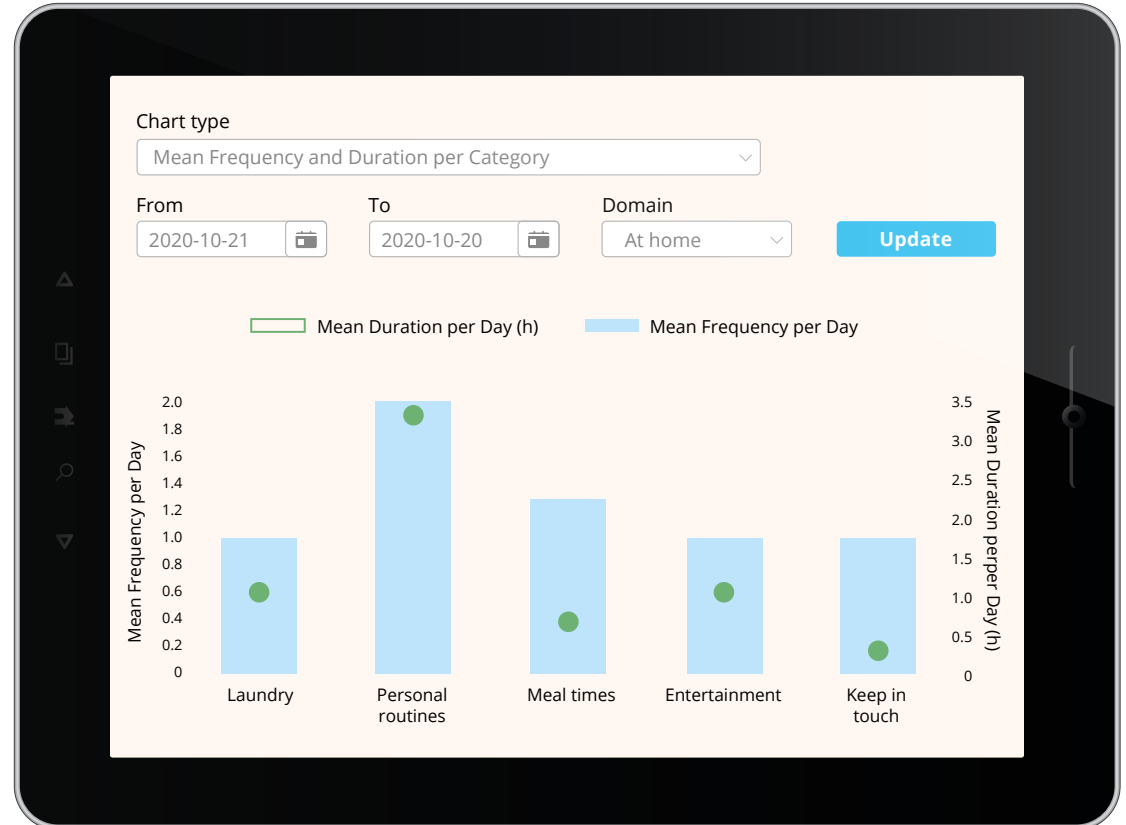 Chart type
Mean Frequency and Duration per Category
From To Domain
2020-10-21 2020-10-20 At home Update
Mean Duration per Day (h) Mean Frequency per Day
Mean Frequency per Day
2.0
1.8
1.6
1.4
1.2
1.0
0.8
0.6
0.4
0.2
0
3.5
3.0
2.5
2.0
1.5
1.0
0.5
0
Mean Duration perper Day (h)
Laundry Personal Meal times Entertainment Keep in
routines touch